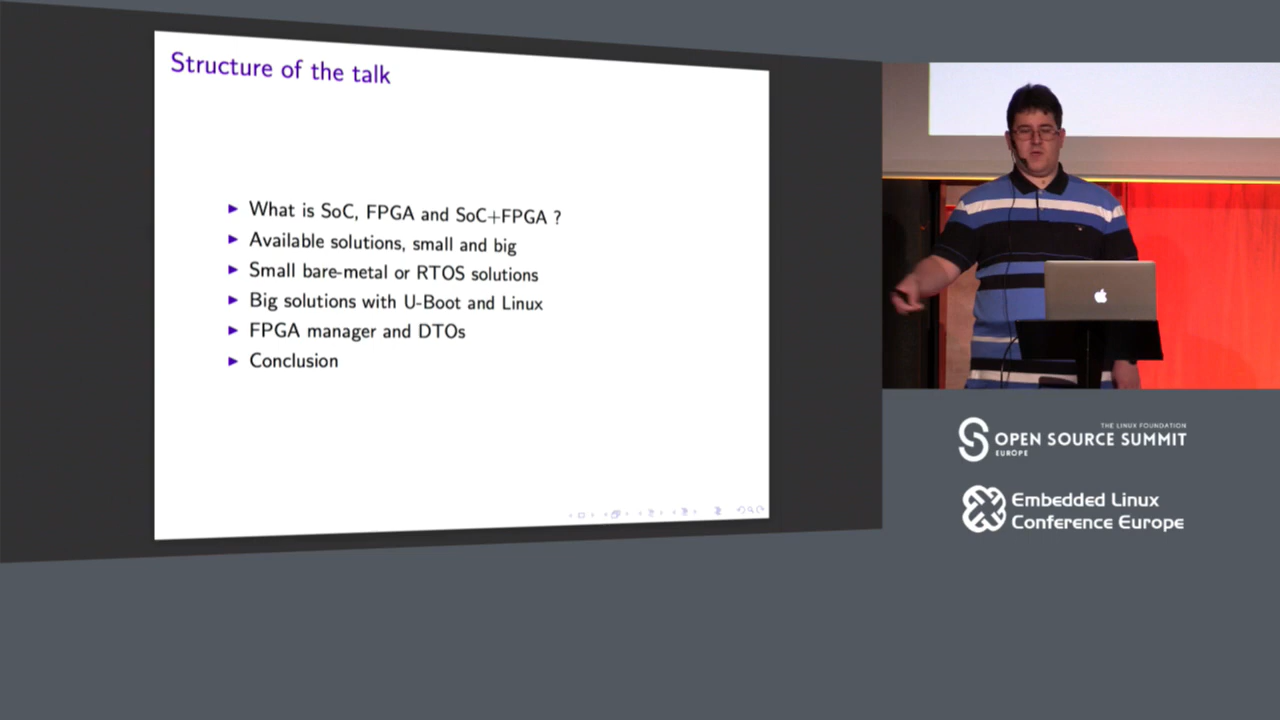 Structure of the talk
What is SoC, FPGA and SoC+FPGA ?
Available solutions, small and big
Small bare-metal or RTOS solutions
Big solutions with U-Boot and Linux
FPGA manager and DTOs
Conclusion
THE LINUX FOUNDATION
OPEN SOURCE SUMMIT
EUROPE
Embedded Linux
Conference Europe